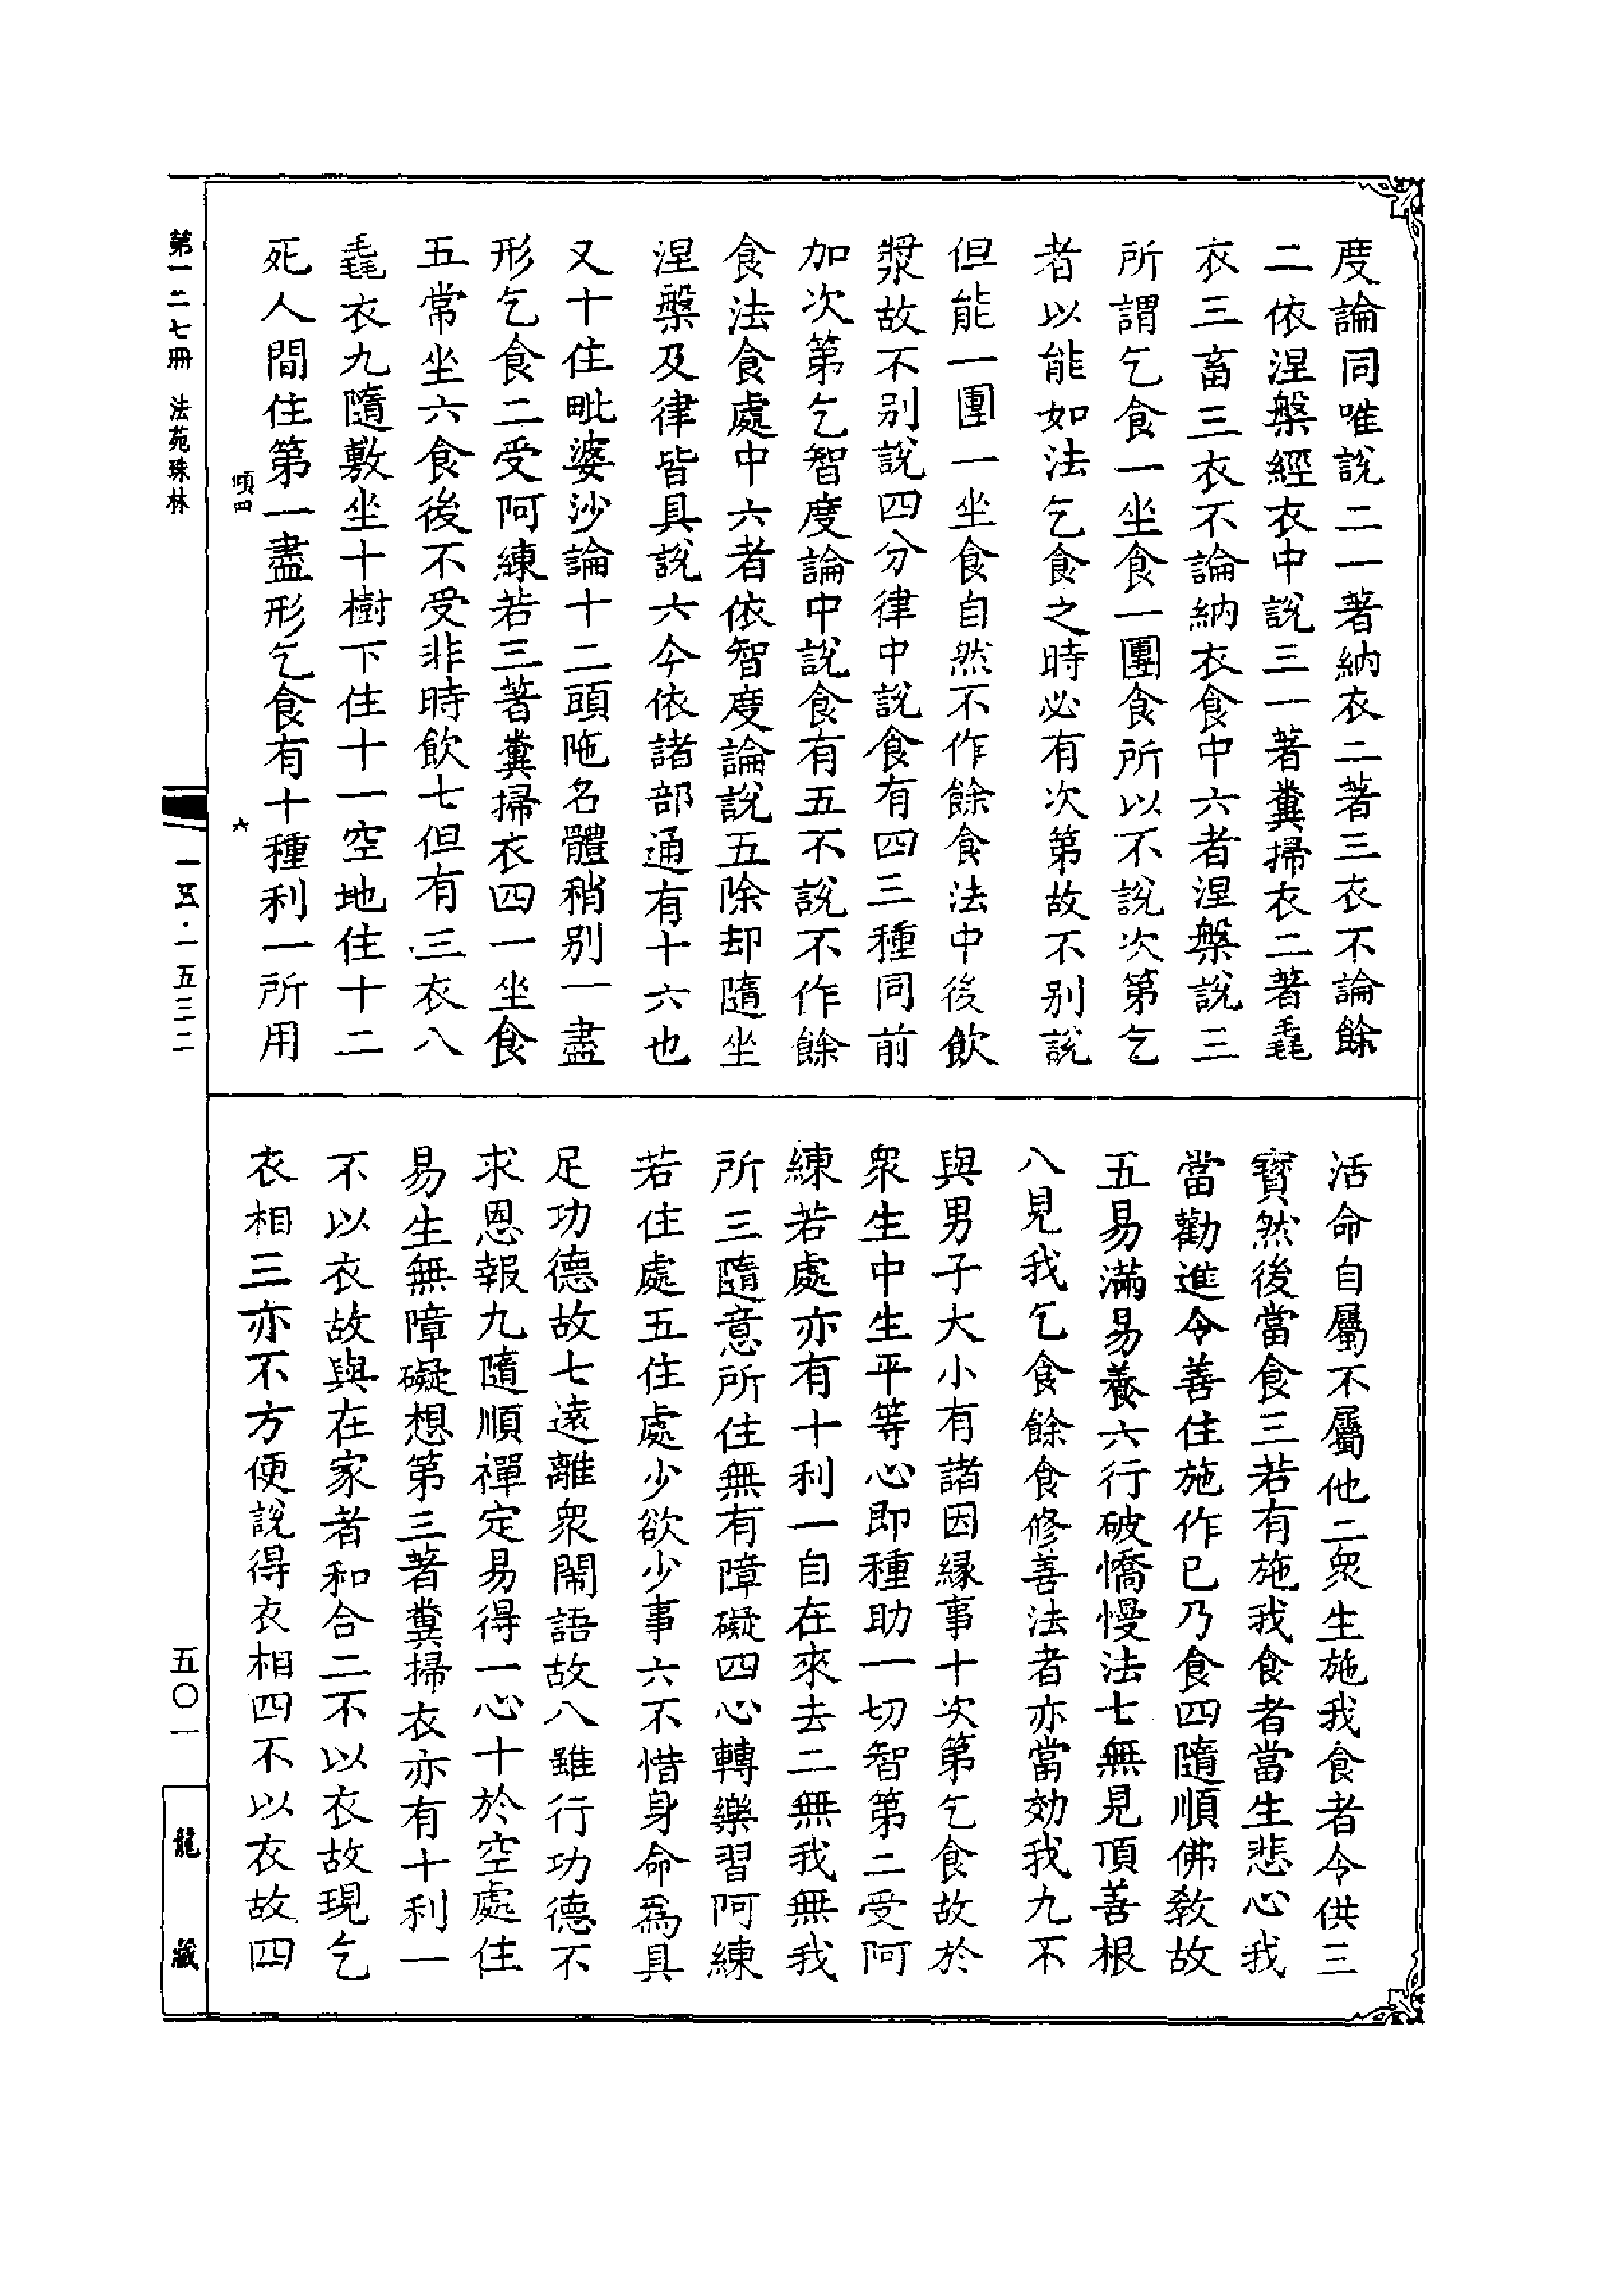 度論同唯說二一著納衣二著三衣不論餘
二依涅槃經衣中說三一著糞掃衣二著毳
衣三畜三衣不論納衣食中六者涅槃說三
所謂乞食一坐食一團食所以不說次第乞
者以能如法乞食之時必有次第故不別說
但能一團一坐食自然不作餘食法中後飲
漿故不別說四分律中說食有四三種同前
加次第乞智度論中說食有五不說不作餘
食法食處中六者依智度論說五除却隨坐
涅槃及律皆具說六今依諸部通有十六也
又十住毗婆沙論十二頭陁名體稍別一盡
形乞食二受阿練若三著糞掃衣四一坐食
五常坐六食後不受非時飲七但有三衣八
毳衣九隨敷坐十樹下住十一空地住十二
死人間住第一盡形乞食有十種利一所用
活命自屬不屬他二眾生施我食者令供三
寶然後當食三若有施我食者當生悲心我
當勸進令善住施作已乃食四隨順佛教故
五易滿易養六行破憍慢法七無見頂善根
八見我乞食餘食修善法者亦當効我九不
與男子大小有諸因緣事十次第乞食故於
眾生中生平等心即種助一切智第二受阿
練若處亦有十利一自在來去二無我無我
所三隨意所住無有障礙四心轉樂習阿練
若住處五住處少欲少事六不惜身命為具
足功德故七遠離眾閙語故八雖行功德不
求恩報九隨順禪定易得一心十於空處住
易生無障礙想第三著糞掃衣亦有十利一
不以衣故與在家者和合二不以衣故現乞
衣相三亦不方便說得衣相四不以衣故四
第一二七冊 法苑珠林
一五·一五三二
五〇一
龍藏